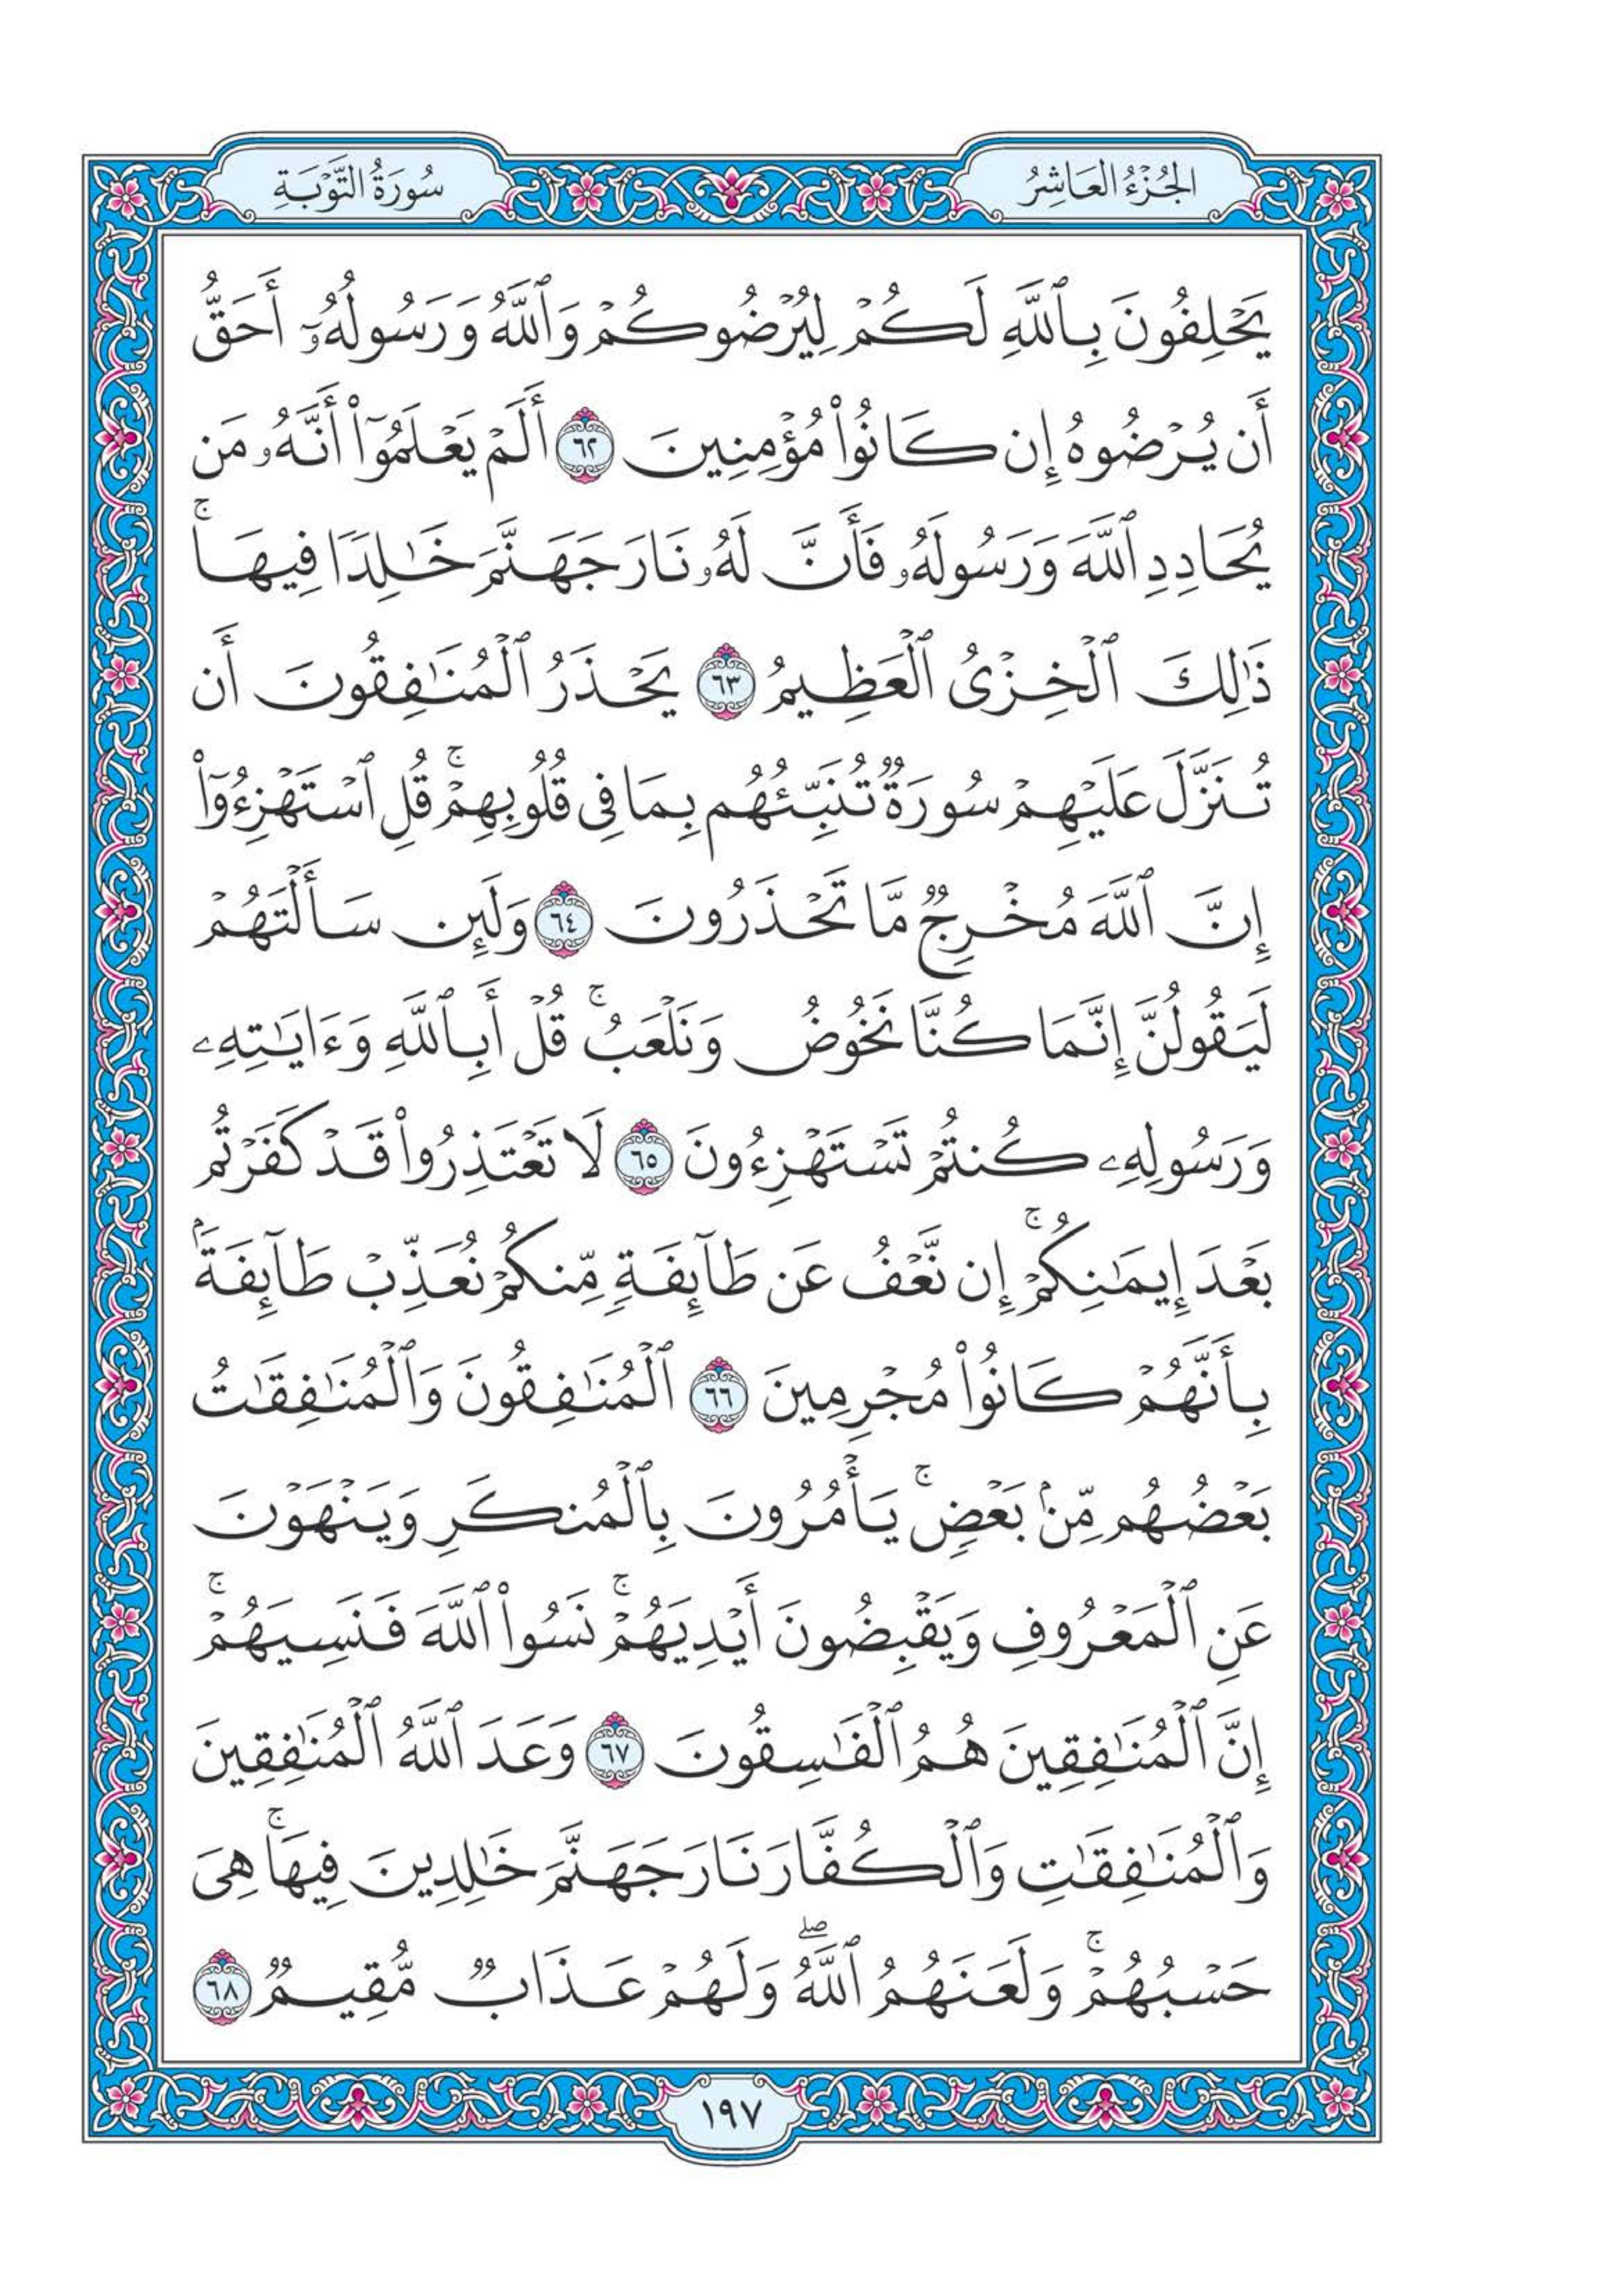 الجُزْءُ العَاشِرُ
سُورَةُ التَّوْبَةِ
يَحْلِفُونَ بِٱللَّهِ لَكُمْ لِيُرْضُوكُمْ وَٱللَّهُ وَرَسُولُهُۥٓ أَحَقُّ
أَن يُرْضُوهُ إِن كَانُوا۟ مُؤْمِنِينَ ٦٢ أَلَمْ يَعْلَمُوٓا۟ أَنَّهُۥ مَن
يُحَادِدِ ٱللَّهَ وَرَسُولَهُۥ فَأَنَّ لَهُۥ نَارَ جَهَنَّمَ خَـٰلِدًا فِيهَا ۚ
ذَٰلِكَ ٱلْخِزْىُ ٱلْعَظِيمُ ٦٣ يَحْذَرُ ٱلْمُنَـٰفِقُونَ أَن
تُنَزَّلَ عَلَيْهِمْ سُورَةٌ تُنَبِّئُهُم بِمَا فِى قُلُوبِهِمْ ۚ قُلِ ٱسْتَهْزِءُوٓا۟
إِنَّ ٱللَّهَ مُخْرِجٌ مَّا تَحْذَرُونَ ٦٤ وَلَئِن سَأَلْتَهُمْ
لَيَقُولُنَّ إِنَّمَا كُنَّا نَخُوضُ وَنَلْعَبُ ۚ قُلْ أَبِٱللَّهِ وَءَايَـٰتِهِۦ
وَرَسُولِهِۦ كُنتُمْ تَسْتَهْزِءُونَ ٦٥ لَا تَعْتَذِرُوا۟ قَدْ كَفَرْتُم
بَعْدَ إِيمَـٰنِكُمْ ۚ إِن نَّعْفُ عَن طَآئِفَةٍ مِّنكُمْ نُعَذِّبْ طَآئِفَةًۢ
بِأَنَّهُمْ كَانُوا۟ مُجْرِمِينَ ٦٦ ٱلْمُنَـٰفِقُونَ وَٱلْمُنَـٰفِقَـٰتُ
بَعْضُهُم مِّنۢ بَعْضٍ ۚ يَأْمُرُونَ بِٱلْمُنكَرِ وَيَنْهَوْنَ
عَنِ ٱلْمَعْرُوفِ وَيَقْبِضُونَ أَيْدِيَهُمْ ۚ نَسُوا۟ ٱللَّهَ فَنَسِيَهُمْ ۚ
إِنَّ ٱلْمُنَـٰفِقِينَ هُمُ ٱلْفَـٰسِقُونَ ٦٧ وَعَدَ ٱللَّهُ ٱلْمُنَـٰفِقِينَ
وَٱلْمُنَـٰفِقَـٰتِ وَٱلْكُفَّارَ نَارَ جَهَنَّمَ خَـٰلِدِينَ فِيهَا ۚ هِىَ
حَسْبُهُمْ ۚ وَلَعَنَهُمُ ٱللَّهُ ۖ وَلَهُمْ عَذَابٌ مُّقِيمٌ ٦٨
١٩٧